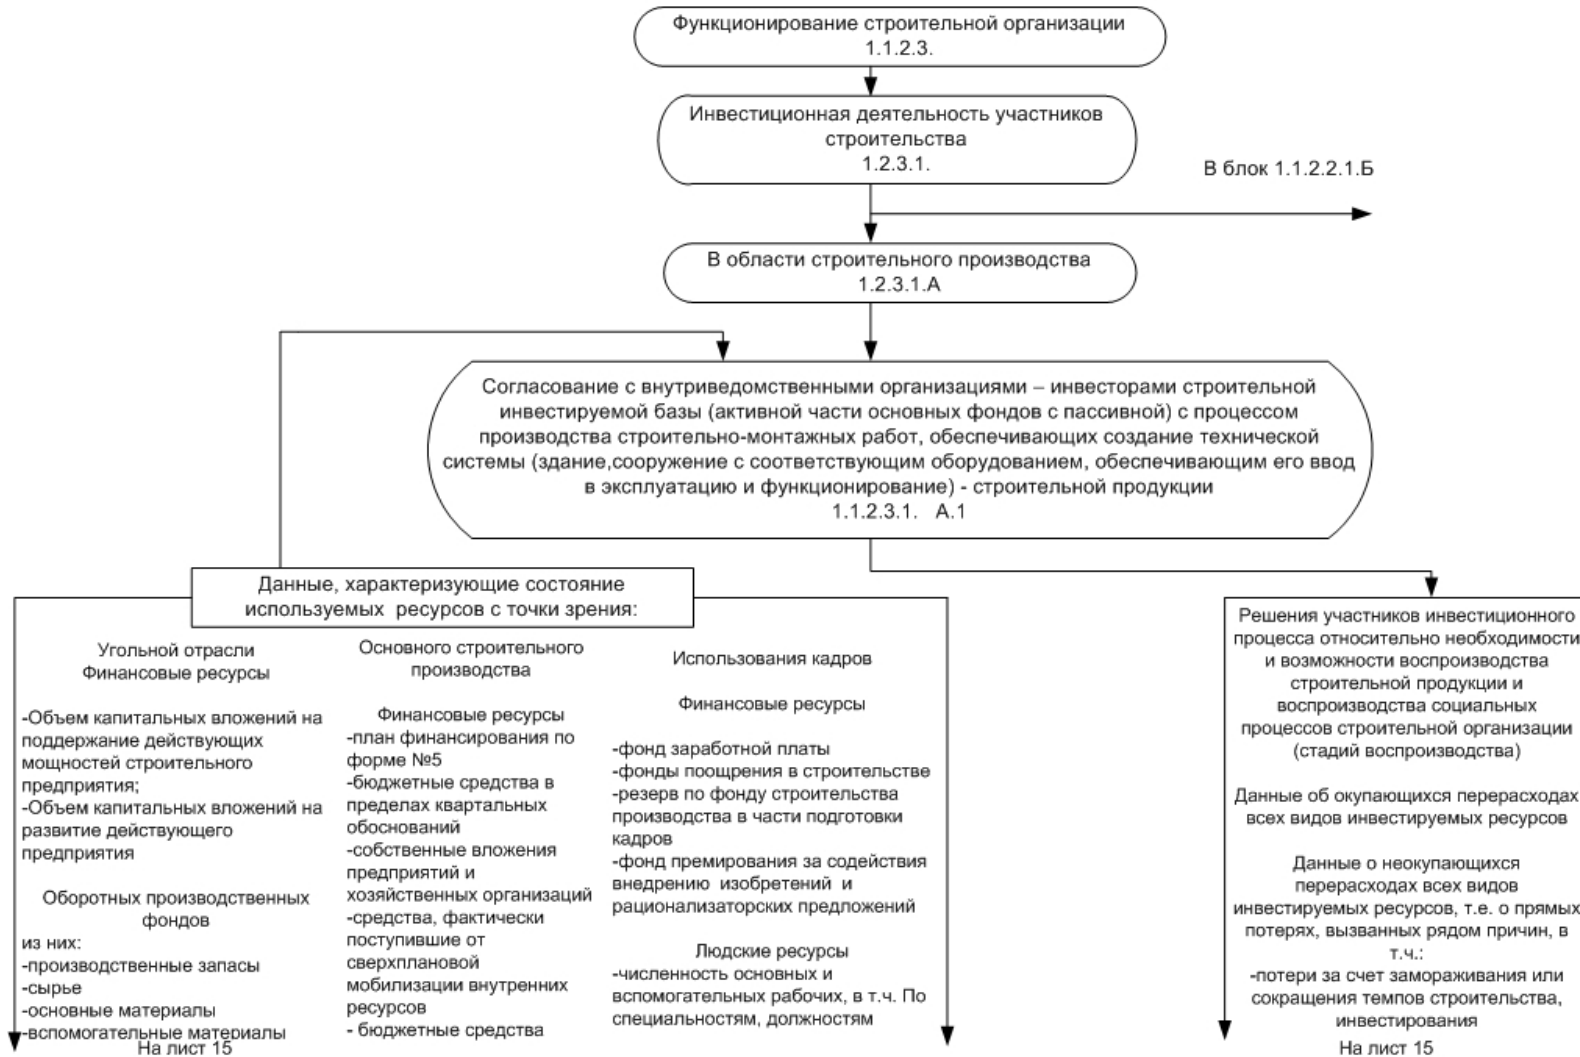 Функционирование строительной организации
1.1.2.3.
Инвестиционная деятельность участников
строительства
1.2.3.1.
В блок 1.1.2.2.1.Б
В области строительного производства
1.2.3.1.А
Согласование с внутриведомственными организациями – инвесторами строительной
инвестируемой базы (активной части основных фондов с пассивной) с процессом
производства строительно-монтажных работ, обеспечивающих создание технической
системы (здание,сооружение с соответствующим оборудованием, обеспечивающим его ввод
в эксплуатацию и функционирование) - строительной продукции
1.1.2.3.1. А.1
Данные, характеризующие состояние
используемых ресурсов с точки зрения:
Угольной отрасли
Финансовые ресурсы
-Объем капитальных вложений на
поддержание действующих
мощностей строительного
предприятия;
-Объем капитальных вложений на
развитие действующего
предприятия
Оборотных производственных
фондов
из них:
-производственные запасы
-сырье
-основные материалы
-вспомогательные материалы
На лист 15
Основного строительного
производства
Финансовые ресурсы
-план финансирования по
форме №5
-бюджетные средства в
пределах квартальных
обоснований
-собственные вложения
предприятий и
хозяйственных организаций
-средства, фактически
поступившие от
сверхплановой
мобилизации внутренних
ресурсов
- бюджетные средства
Использования кадров
Финансовые ресурсы
-фонд заработной платы
-фонды поощрения в строительстве
-резерв по фонду строительства
производства в части подготовки
кадров
-фонд премирования за содействия
внедрению изобретений и
рационализаторских предложений
Людские ресурсы
-численность основных и
вспомогательных рабочих, в т.ч. По
специальностям, должностям
Решения участников инвестиционного
процесса относительно необходимости
и возможности воспроизводства
строительной продукции и
воспроизводства социальных
процессов строительной организации
(стадий воспроизводства)
Данные об окупающихся перерасходах
всех видов инвестируемых ресурсов
Данные о неокупающихся
перерасходах всех видов
инвестируемых ресурсов, т.е. о прямых
потерях, вызванных рядом причин, в
т.ч.:
-потери за счет замораживания или
сокращения темпов строительства,
инвестирования
На лист 15